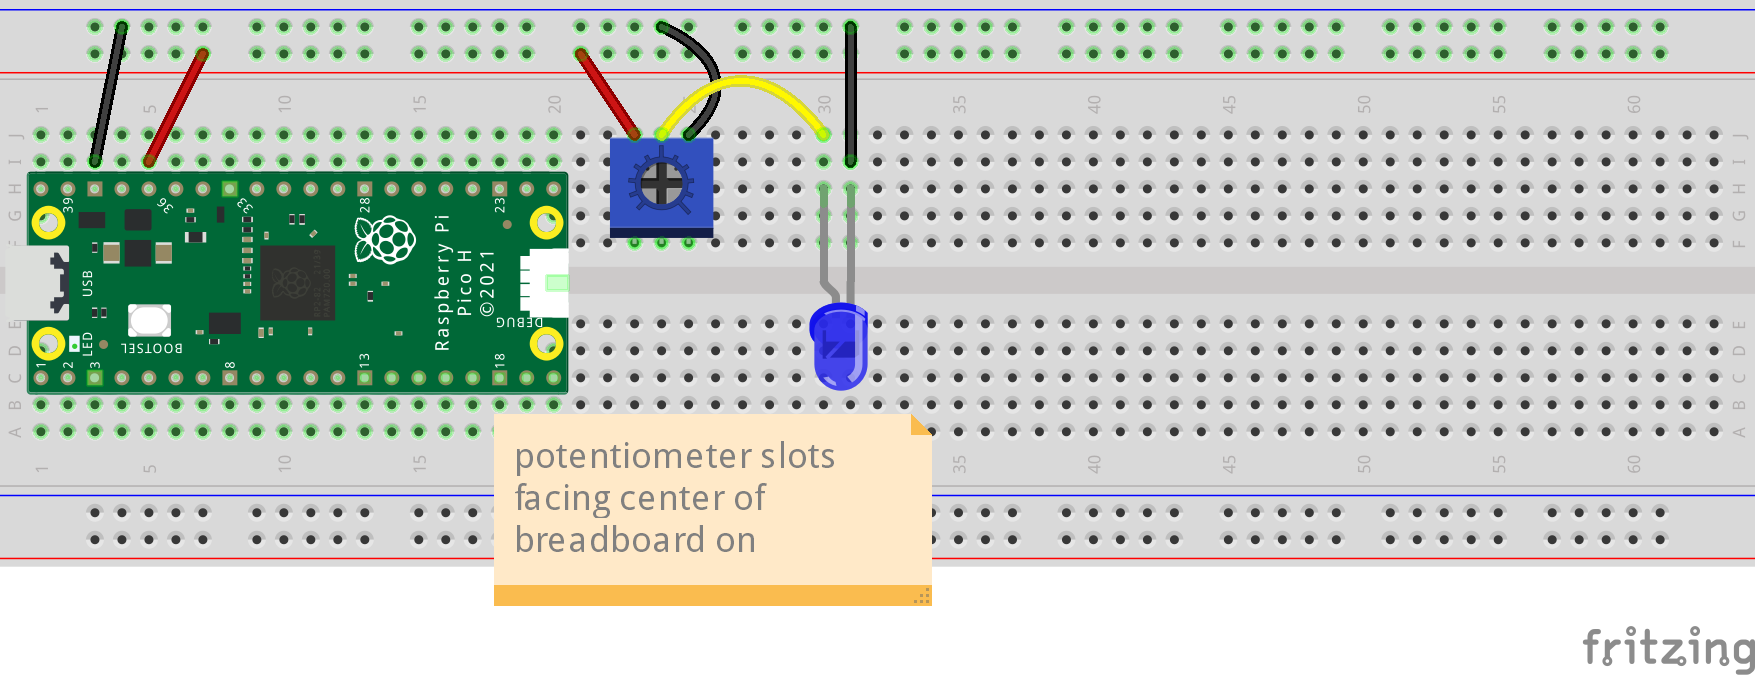 1 5 10 15 20 25 30 35 40 45 50 55 60
J J
I I
H H
G G
F F
39 36 33 28 23
USB
Raspberry Pi
Pico H
©2021
DEBUG
LED
BOOTSEL
1 2 3 8 13 18
E E
D D
C C
B B
A A
1 5 10 15 35 40 45 50 55 60
potentiometer slots
facing center of
breadboard on
fritzing